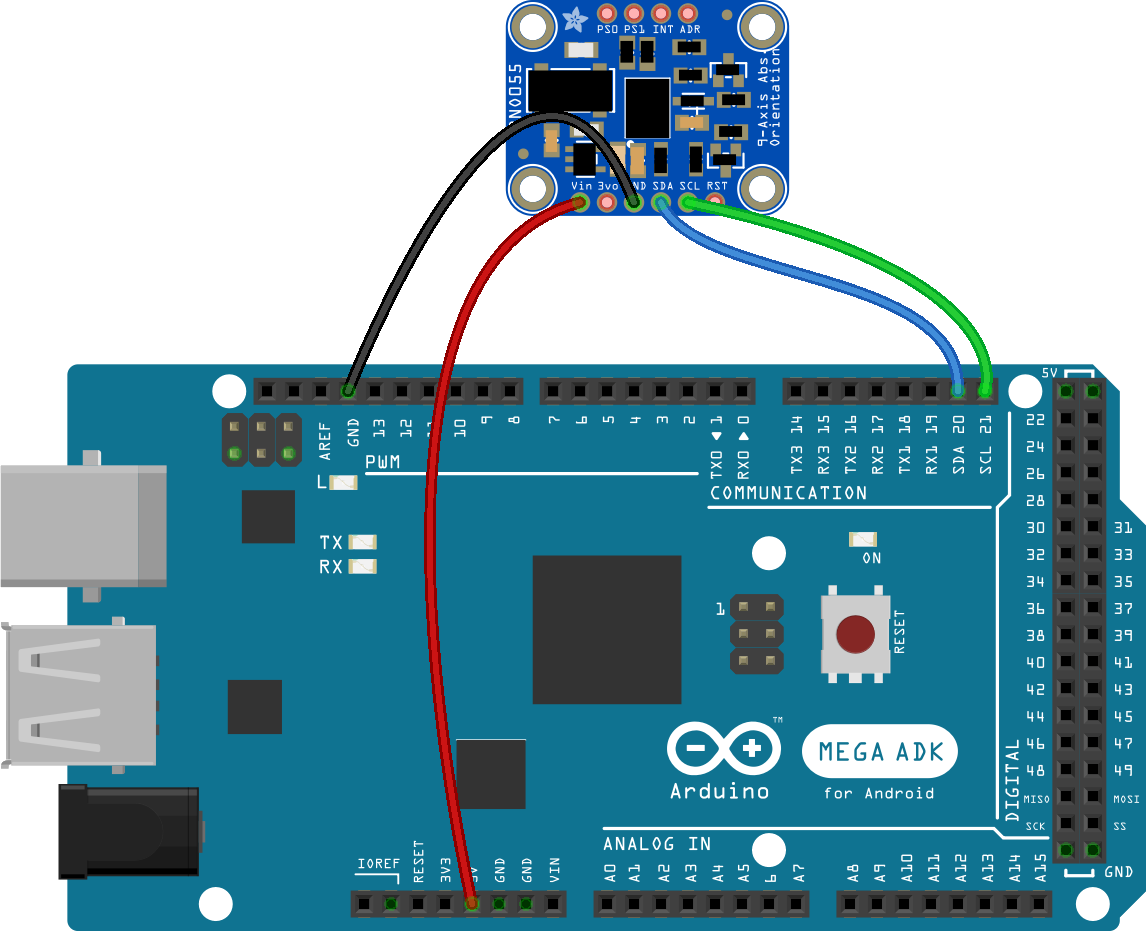 PS0 PS1 INT ADR
9-Axis Abs.
Orientation
Vin 3vo SDA SCL RST
5V
AREF GND 13 12 10 9 8
7 6 5 4 3 2 TX0 1 RX0 0
TX3 14 RX3 15 TX2 16 RX2 17 TX1 18 RX1 19 SDA 20 SCL 21
PWM
L
COMMUNICATION
TX
RX
ON
1
RESET
22
24
26
28
30 31
32 33
34 35
36 37
38 39
40 41
42 43
44 45
46 47
48 49
MISO MOSI
SCK SS
DIGITAL
TM
Arduino
MEGA ADK
for Android
ANALOG IN
IOREF RESET 3V3 5V GND GND VIN
A0 A1 A2 A3 A4 A5 6 A7
A8 A9 A10 A11 A12 A13 A14 A15
GND